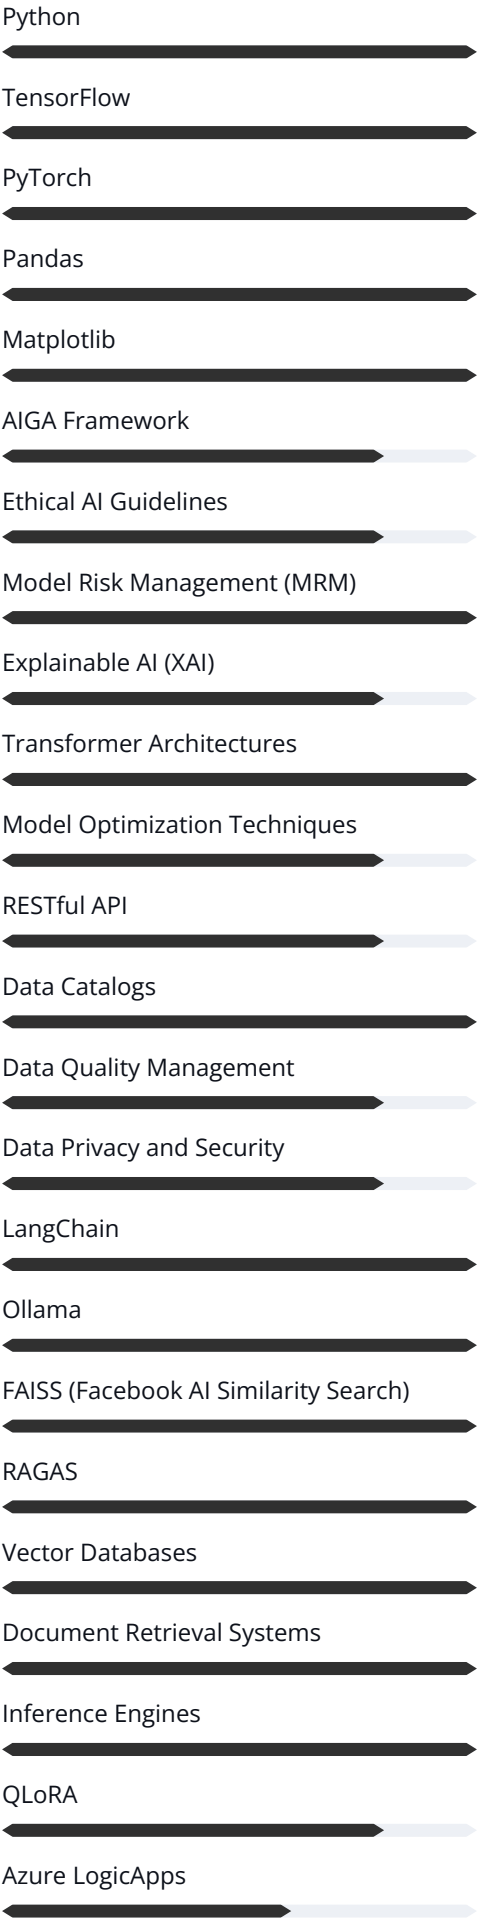 Python
TensorFlow
PyTorch
Pandas
Matplotlib
AIGA Framework
Ethical AI Guidelines
Model Risk Management (MRM)
Explainable AI (XAI)
Transformer Architectures
Model Optimization Techniques
RESTful API
Data Catalogs
Data Quality Management
Data Privacy and Security
LangChain
Ollama
FAISS (Facebook AI Similarity Search)
RAGAS
Vector Databases
Document Retrieval Systems
Inference Engines
QLoRA
Azure LogicApps